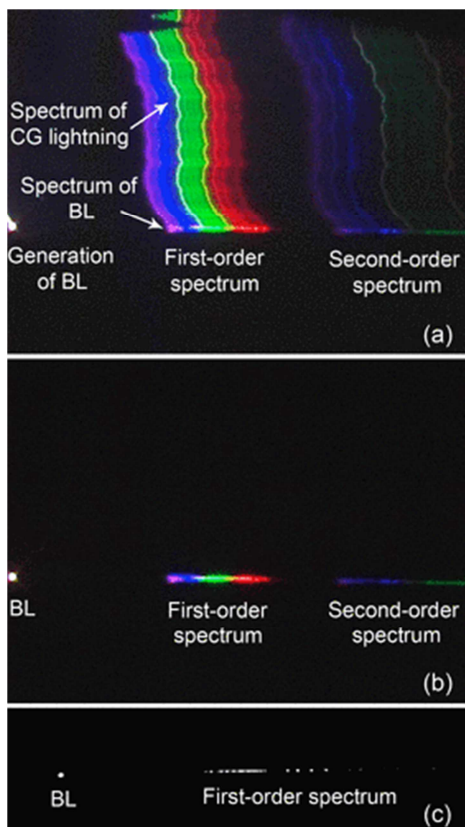 Spectrum of
CG lightning
Spectrum of
BL
Generation
of BL
First-order
spectrum
Second-order
spectrum
(a)
BL
First-order
spectrum
Second-order
spectrum
(b)
BL
First-order spectrum
(c)